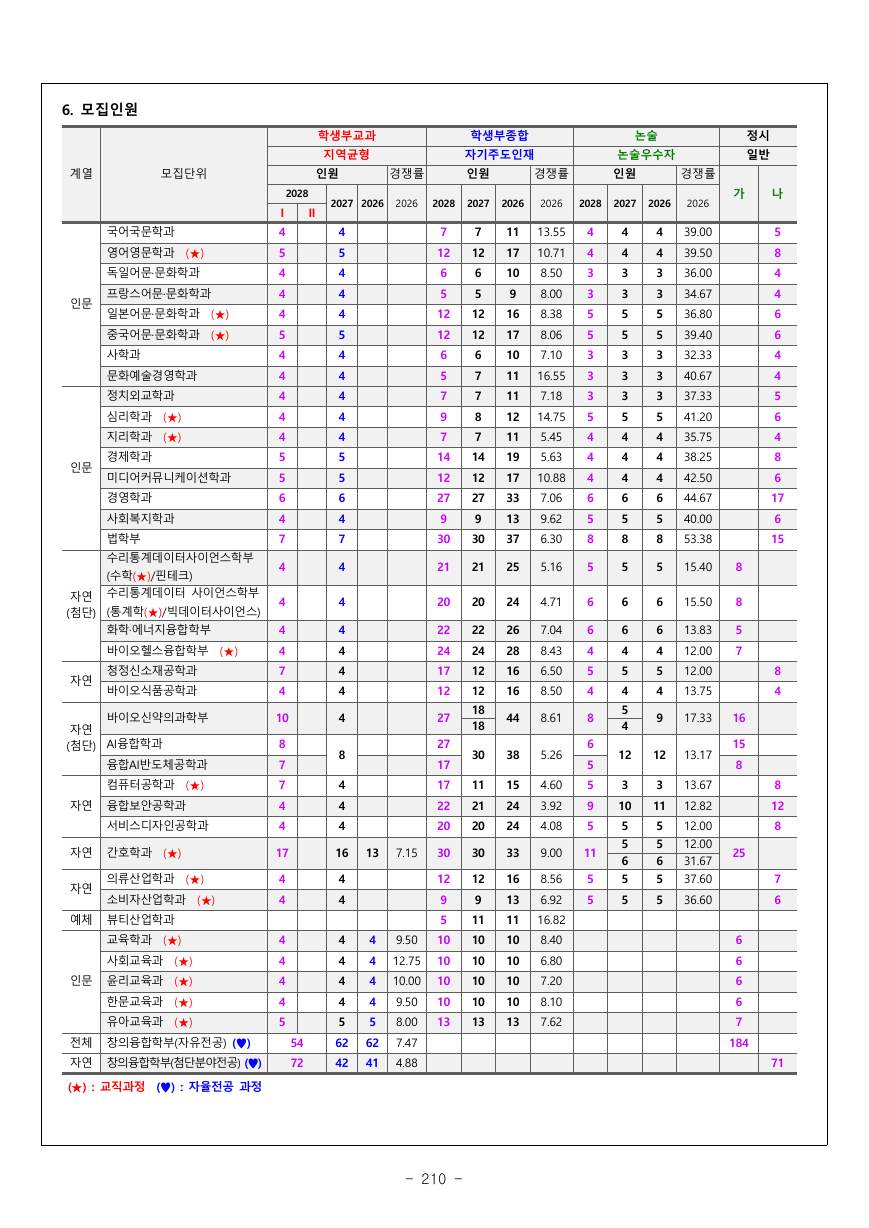 6. 모집인원
계열 모집단위 학생부교과 학생부종합 논술 정시
지역균형 자기주도인재 논술우수자 일반
인원 경쟁률 인원 경쟁률 인원 경쟁률 가 나
2028 2027 2026 2026 2028 2027 2026 2026 2028 2027 2026 2026
Ⅰ Ⅱ
인문
국어국문학과 4 4 7 7 11 13.55 4 4 4 39.00 5
영어영문학과 (★) 5 5 12 12 17 10.71 4 4 4 39.50 8
독일어문·문화학과 4 4 6 6 10 8.50 3 3 3 36.00 4
프랑스어문·문화학과 4 4 5 5 9 8.00 3 3 3 34.67 4
일본어문·문화학과 (★) 4 4 12 12 16 8.38 5 5 5 36.80 6
중국어문·문화학과 (★) 5 5 12 12 17 8.06 5 5 5 39.40 6
사학과 4 4 6 6 10 7.10 3 3 3 32.33 4
문화예술경영학과 4 4 5 7 11 16.55 3 3 3 40.67 4
인문
정치외교학과 4 4 7 7 11 7.18 3 3 3 37.33 5
심리학과 (★) 4 4 9 8 12 14.75 5 5 5 41.20 6
지리학과 (★) 4 4 7 7 11 5.45 4 4 4 35.75 4
경제학과 5 5 14 14 19 5.63 4 4 4 38.25 8
미디어커뮤니케이션학과 5 5 12 12 17 10.88 4 4 4 42.50 6
경영학과 6 6 27 27 33 7.06 6 6 6 44.67 17
사회복지학과 4 4 9 9 13 9.62 5 5 5 40.00 6
법학부 7 7 30 30 37 6.30 8 8 8 53.38 15
자연
(첨단)
수리통계데이터사이언스학부
(수학(★)/핀테크) 4 4 21 21 25 5.16 5 5 5 15.40 8
수리통계데이터 사이언스학부
(통계학(★)/빅데이터사이언스) 4 4 20 20 24 4.71 6 6 6 15.50 8
화학·에너지융합학부 4 4 22 22 26 7.04 6 6 6 13.83 5
바이오헬스융합학부 (★) 4 4 24 24 28 8.43 4 4 4 12.00 7
자연
청정신소재공학과 7 4 17 12 16 6.50 5 5 5 12.00 8
바이오식품공학과 4 4 12 12 16 8.50 4 4 4 13.75 4
자연
(첨단)
바이오신약의과학부 10 4 27 18 18 44 8.61 8 5 4 9 17.33 16
AI융합학과 8 8 27 30 38 5.26 6 12 12 13.17 15
융합AI반도체공학과 7 17 5 8
자연
컴퓨터공학과 (★) 7 4 17 11 15 4.60 5 3 3 13.67 8
융합보안공학과 4 4 22 21 24 3.92 9 10 11 12.82 12
서비스디자인공학과 4 4 20 20 24 4.08 5 5 5 12.00 8
자연 간호학과 (★) 17 16 13 7.15 30 30 33 9.00 11 5 5 12.00 25
6 6 31.67
자연
의류산업학과 (★) 4 4 12 12 16 8.56 5 5 5 37.60 7
소비자산업학과 (★) 4 4 9 9 13 6.92 5 5 5 36.60 6
예체 뷰티산업학과 5 11 11 16.82
인문
교육학과 (★) 4 4 4 9.50 10 10 10 8.40 6
사회교육과 (★) 4 4 4 12.75 10 10 10 6.80 6
윤리교육과 (★) 4 4 4 10.00 10 10 10 7.20 6
한문교육과 (★) 4 4 4 9.50 10 10 10 8.10 6
유아교육과 (★) 5 5 5 8.00 13 13 13 7.62 7
전체 창의융합학부(자유전공) (♥) 54 62 62 7.47 184
자연 창의융합학부(첨단분야전공) (♥) 72 42 41 4.88 71
(★) : 교직과정 (♥) : 자율전공 과정
- 210 -